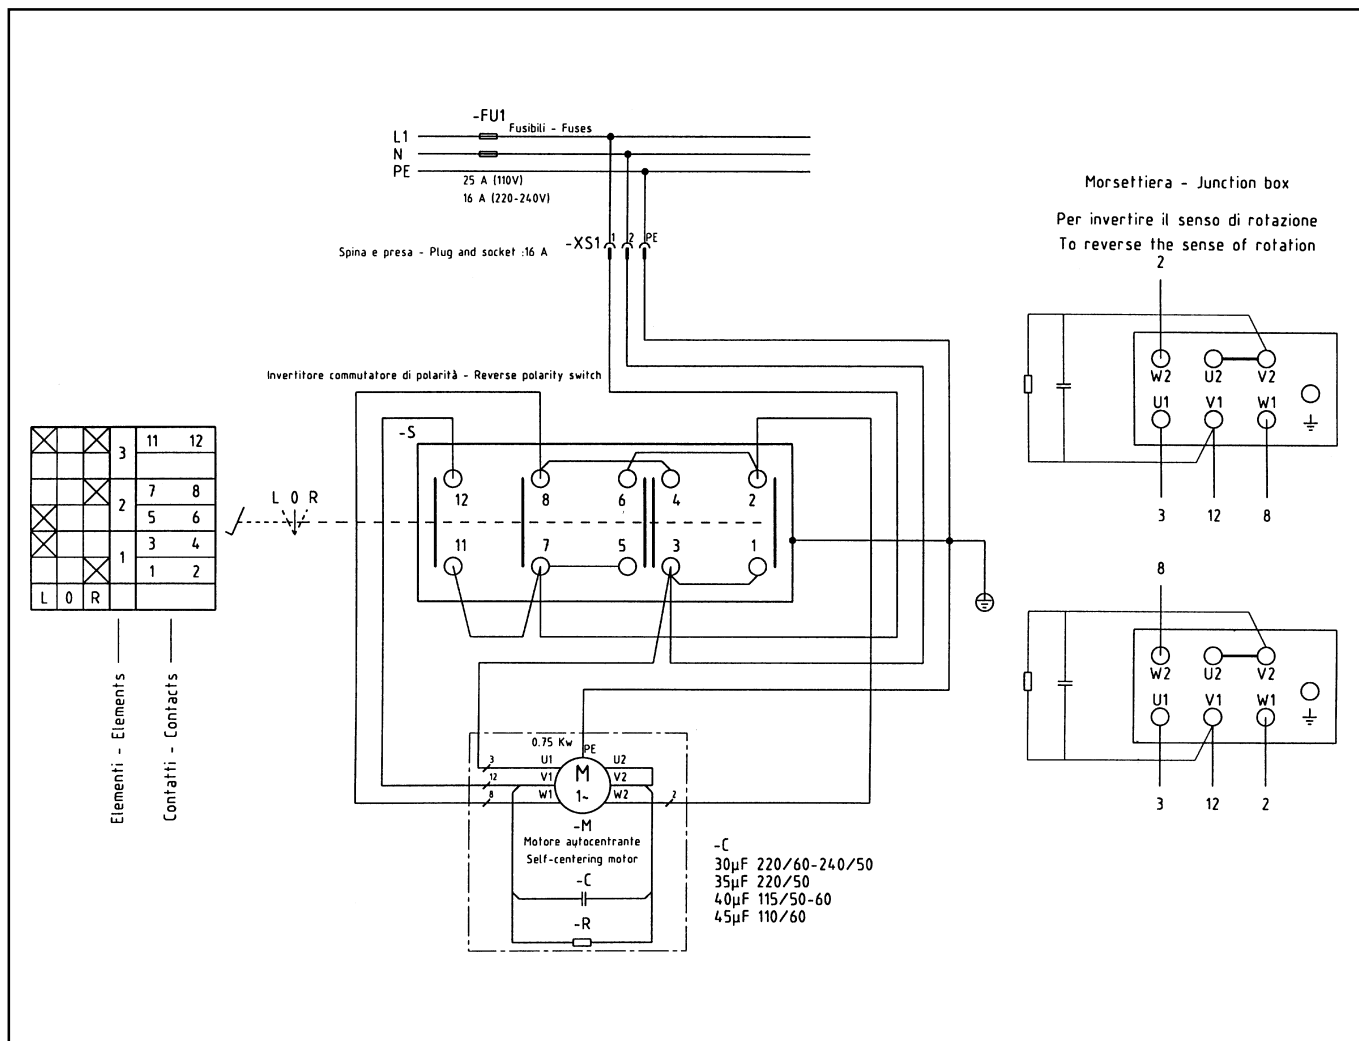 -FU1
Fusibili - Fuses
L1
N
PE
25 A (110V)
16 A (220-240V)
-XS1
1 2 PE
Spina e presa - Plug and socket :16 A
Morsettiera - Junction box
Per invertire il senso di rotazione
To reverse the sense of rotation
2
W2 U2 V2
U1 V1 W1
3 12 8
8
W2 U2 V2
U1 V1 W1
3 12 2
Invertitore commutatore di polarità - Reverse polarity switch
-S
12 8 6 4 2
11 7 5 3 1
L 0 R
3 11 12
2 7 8
5 6
1 3 4
1 2
L 0 R
Elementi - Elements
Contatti - Contacts
0.75 Kw
PE
3 U1 U2
12 V1 V2
8 W1 W2 2
M
1~
-M
Motore autocentrante
Self-centering motor
-C
-R
-C
30µF 220/60-240/50
35µF 220/50
40µF 115/50-60
45µF 110/60